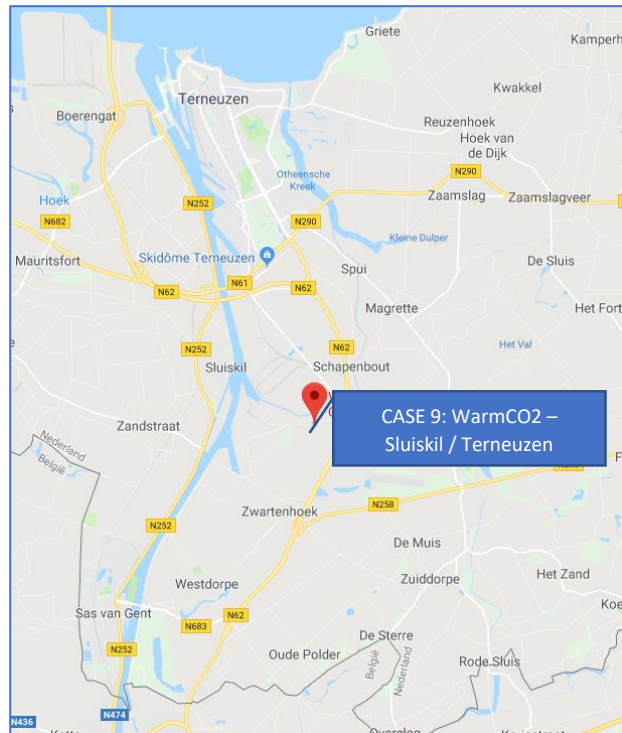 Griete
Kamperh
Terneuzen
Kwakkel
Boerengat
Reuzenhoek
Hoek van
de Dijk
N290
Otheensche
Kreek
Hoek
N252
Zaamslag
Zaamslagveer
N682
N290
Kleine Dulper
Mauritsfort
Skidôme Terneuzen
De Sluis
Spui
N61
N62
N62
Magrette
Het Fort
N252
N62
Het Val
Sluiskil
Schapenbout
CASE 9: WarmCO2 –
Sluiskil / Terneuzen
Zandstraat
Nederland
België
N258
Zwartenhoek
N252
De Muis
Westdorpe
Zuiddorpe
Het Zand
Sas van Gent
N62
N683
De Sterre
N252
Oude Polder
België
Nederland
Rode Sluis
N474
N436